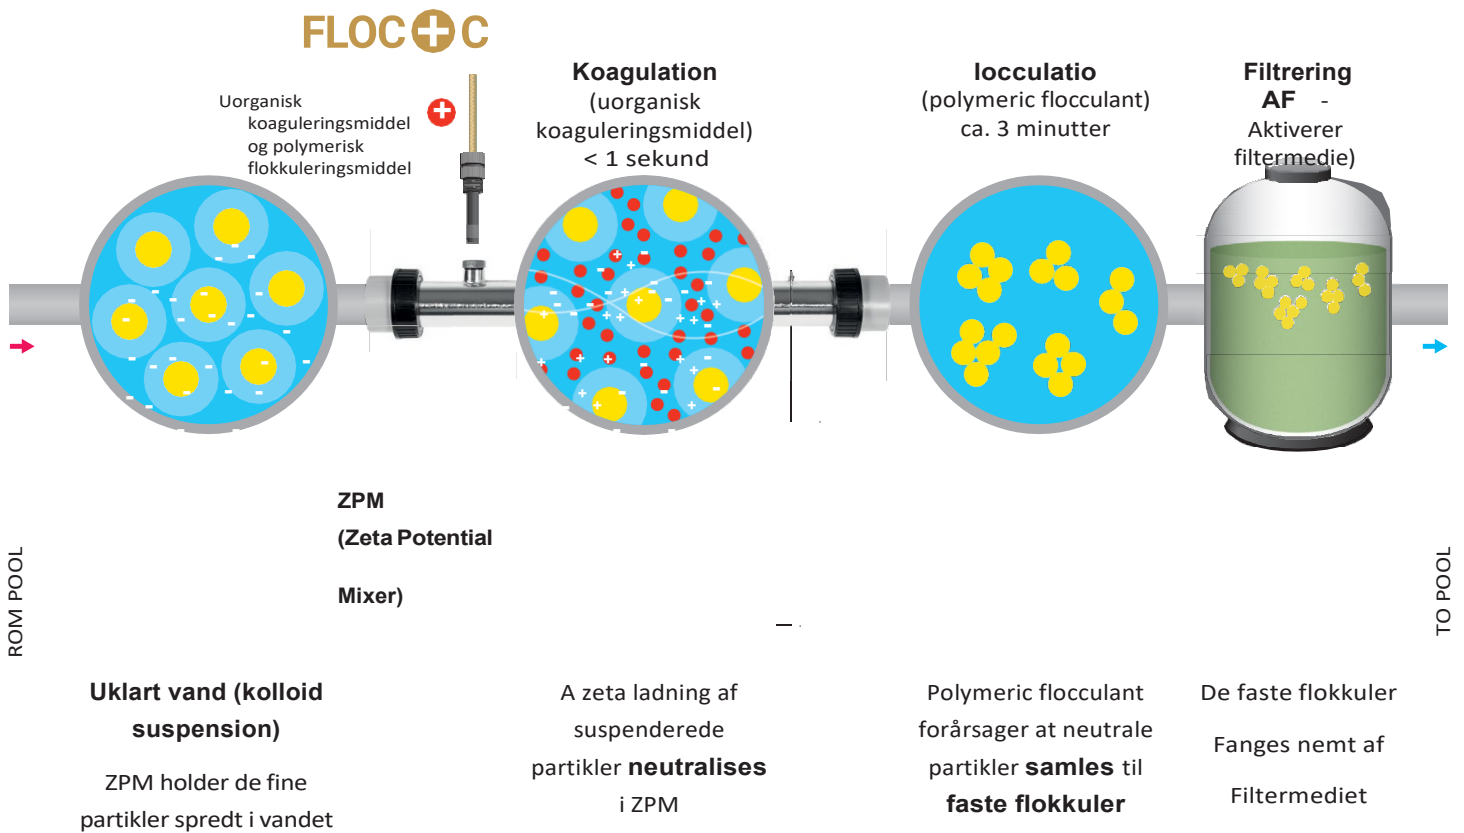 FLOC+C
Uorganisk
koaguleringsmiddel
og polymerisk
flokkuleringsmiddel
Koagulation
(uorganisk
koaguleringsmiddel)
< 1 sekund
locculatio
(polymeric flocculant)
ca. 3 minutter
Filtrering
AF -
Aktiverer
filtermedie)
ZPM
(Zeta Potential
Mixer)
ROM POOL
TO POOL
Uklart vand (kolloid
suspension)
ZPM holder de fine
partikler spredt i vandet
A zeta ladning af
suspenderede
partikler neutralises
i ZPM
Polymeric flocculant
forårsager at neutrale
partikler samles til
faste flokkuler
De faste flokkuler
Fanges nemt af
Filtermediet